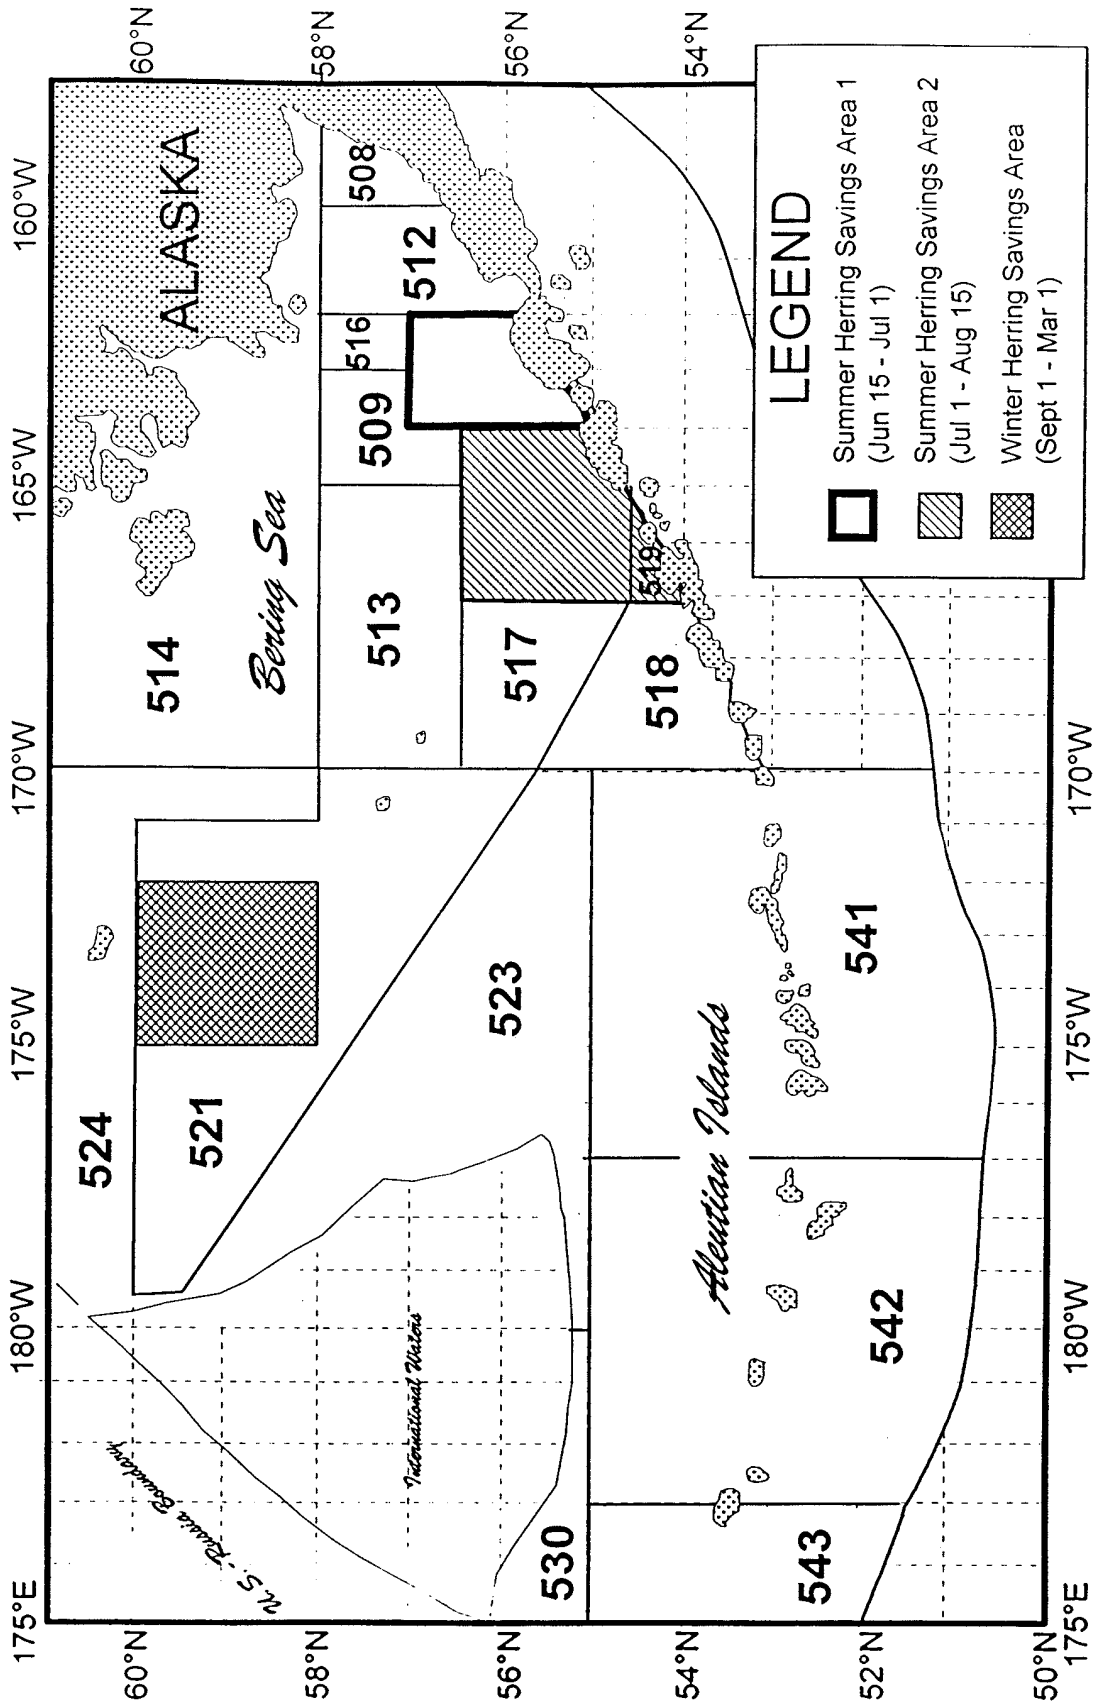 175°E
180°W
175°W
170°W
165°W
160°W
60°N
60°N
58°N
58°N
56°N
56°N
54°N
54°N
52°N
50°N
U.S. - Russia Boundary
International Waters
Bering Sea
ALASKA
Aleutian Islands
524
521
514
513
509
516
512
508
517
519
518
523
530
541
542
543
175°E
180°W
175°W
170°W
LEGEND
Summer Herring Savings Area 1
(Jun 15 - Jul 1)
Summer Herring Savings Area 2
(Jul 1 - Aug 15)
Winter Herring Savings Area
(Sept 1 - Mar 1)